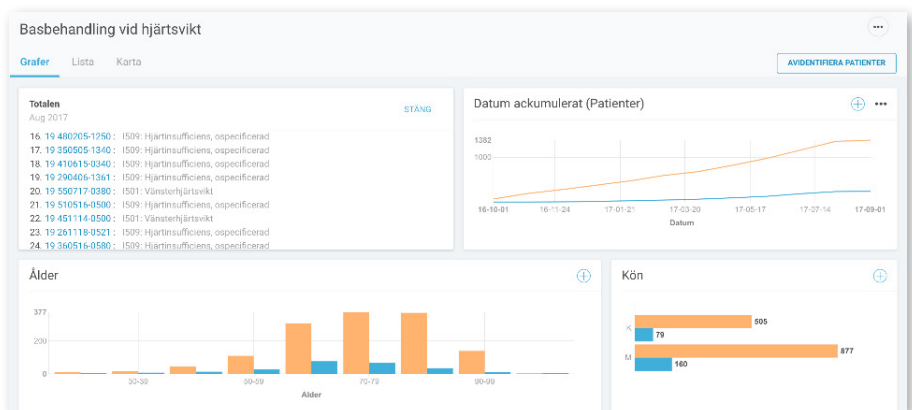 Basbehandling vid hjärtsvikt
•••
Grafer Lista Karta
AVIDENTIFIERA PATIENTER
Totalen
Aug 2017
STÄNG
16. 19 480205-1250 : I509: Hjärtinsufficiens, ospecificerad
17. 19 350505-1340 : I509: Hjärtinsufficiens, ospecificerad
18. 19 410615-0340 : I509: Hjärtinsufficiens, ospecificerad
19. 19 290406-1361 : I509: Hjärtinsufficiens, ospecificerad
20. 19 550717-0380 : I501: Vänsterhjärtsvikt
21. 19 510516-0500 : I509: Hjärtinsufficiens, ospecificerad
22. 19 451114-0500 : I501: Vänsterhjärtsvikt
23. 19 261118-0521 : I509: Hjärtinsufficiens, ospecificerad
24. 19 360516-0580 : I509: Hjärtinsufficiens, ospecificerad
Datum ackumulerat (Patienter)
•••
1382
1000
16-10-01 16-11-24 17-01-21 17-03-20 17-05-17 17-07-14 17-09-01
Datum
Ålder
377
200
0
30-39 50-59 70-79 90-99
Alder
Kön
K 505
79
M 877
160